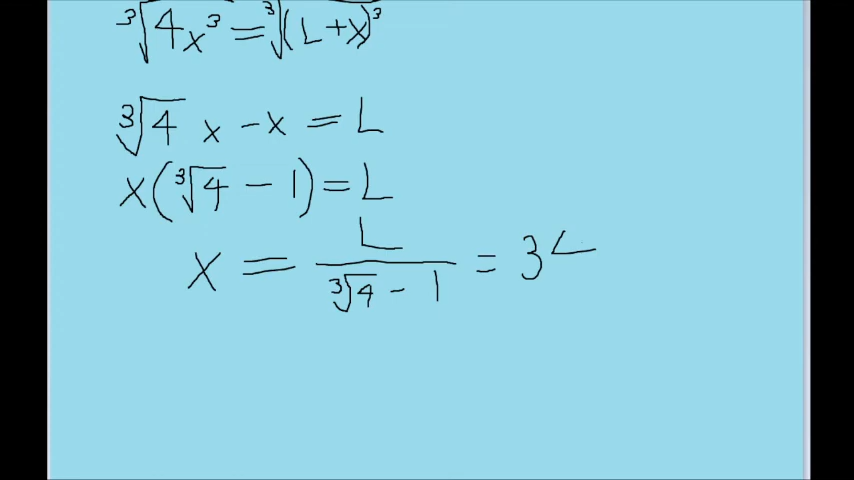 ∛4x³ = ∛(L+x)³
∛4 x - x = L
x(∛4 - 1) = L
x = L/(∛4 - 1) = 3